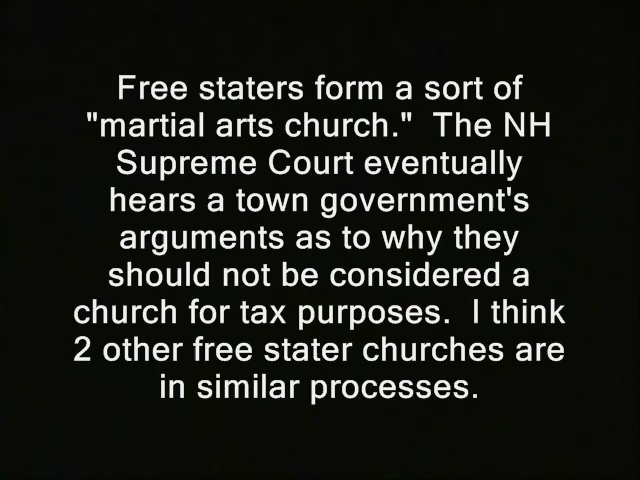 Free staters form a sort of
"martial arts church."  The NH
Supreme Court eventually
hears a town government's
arguments as to why they
should not be considered a
church for tax purposes.  I think
2 other free stater churches are
in similar processes.